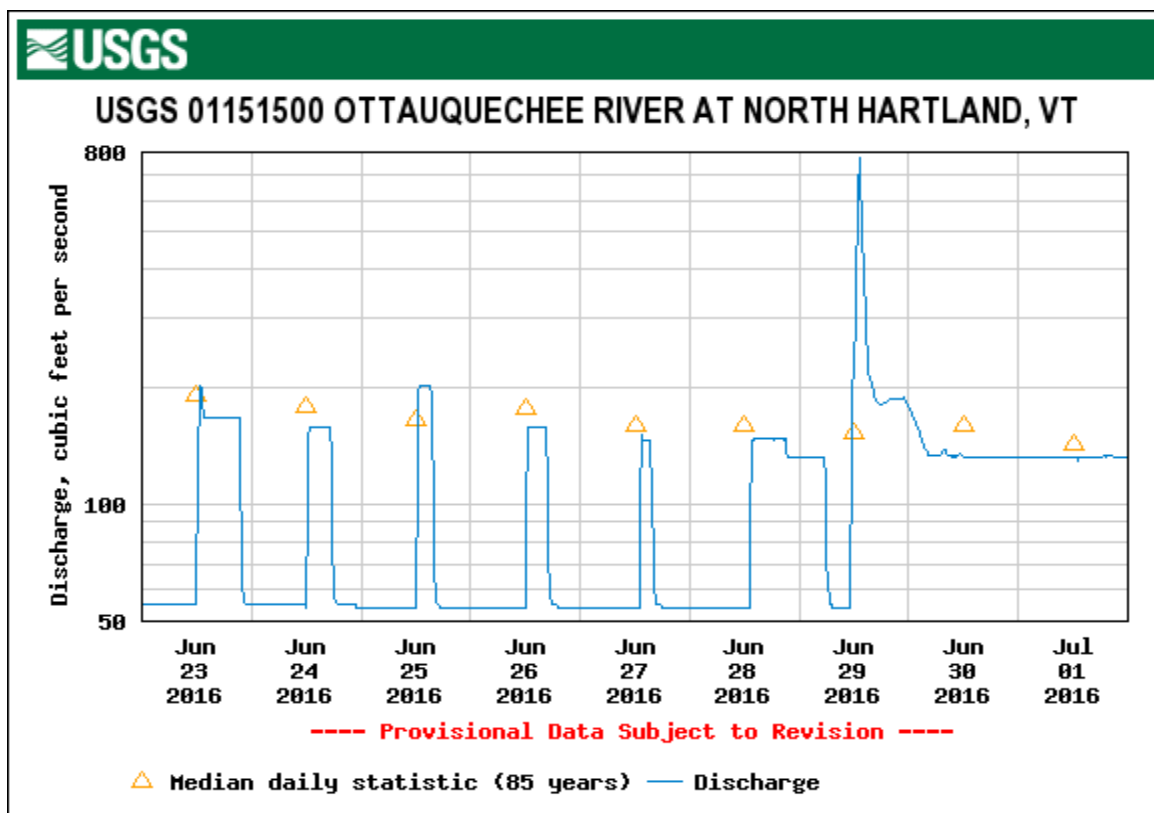 USGS
USGS 01151500 OTTAUQUECHEE RIVER AT NORTH HARTLAND, VT
Discharge, cubic feet per second
800
100
50
Jun 23 2016
Jun 24 2016
Jun 25 2016
Jun 26 2016
Jun 27 2016
Jun 28 2016
Jun 29 2016
Jun 30 2016
Jul 01 2016
---- Provisional Data Subject to Revision ----
Median daily statistic (85 years) Discharge